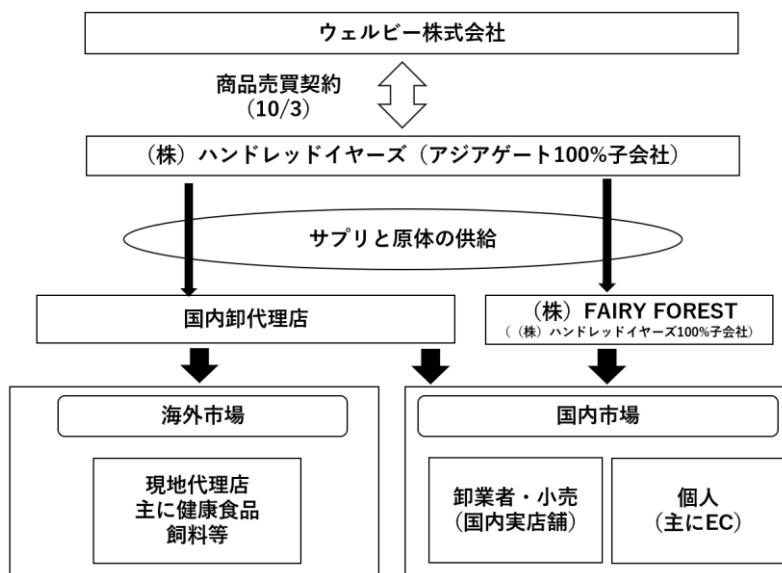 ウェルビー株式会社
商品売買契約
(10/3)
(株) ハンドレッドイヤーズ (アジアゲート100%子会社)
サプリと原体の供給
国内卸代理店
(株) FAIRY FOREST
((株) ハンドレッドイヤーズ100%子会社)
海外市場
国内市場
現地代理店
主に健康食品
飼料等
卸業者・小売
(国内実店舗)
個人
(主にEC)